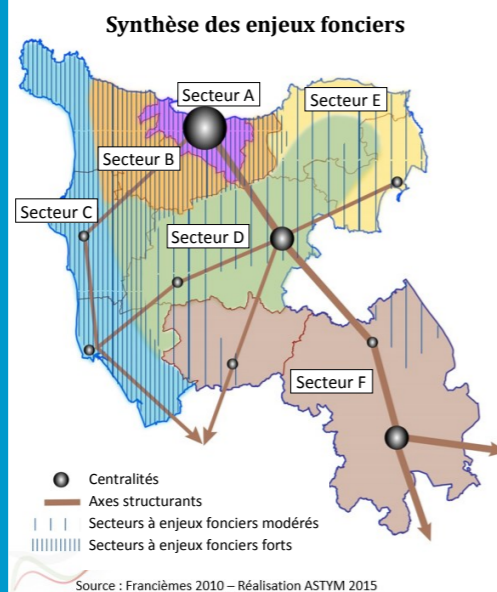 Synthèse des enjeux fonciers
Secteur A
Secteur E
Secteur B
Secteur C
Secteur D
Secteur F
Centralités
Axes structurants
Secteurs à enjeux fonciers modérés
Secteurs à enjeux fonciers forts
Source : Francièmes 2010 – Réalisation ASTYM 2015